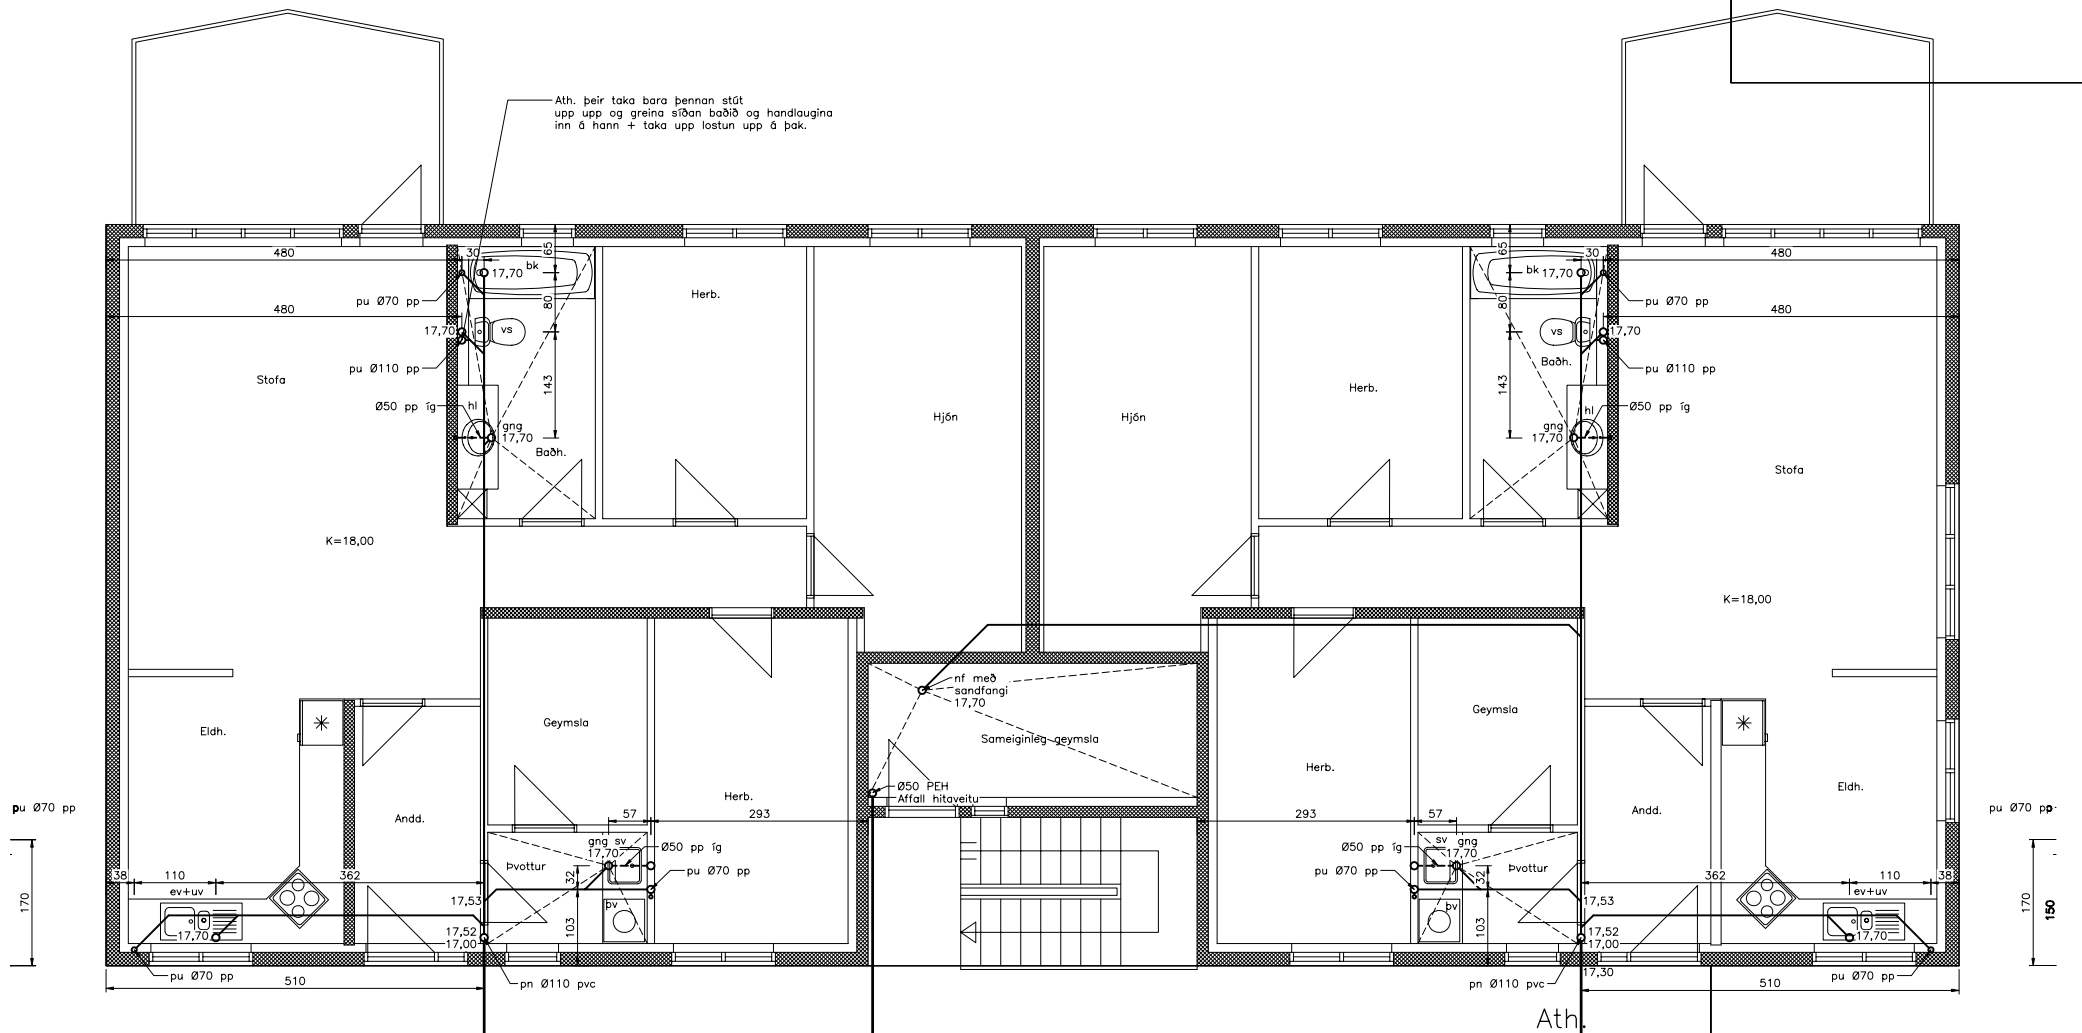 Ath. þeir taka bara þennan stút
upp upp og greina síðan baðið og handlaugina
inn á hann + taka upp lostun upp á þak.
480
30
65
65
30
480
bk
17,70
bk 17,70
pu Ø70 pp
Herb.
80
80
pu Ø70 pp
480
480
17,70
vs
vs
17,70
pu Ø110 pp
Baðh.
pu Ø110 pp
Stofa
143
Herb.
143
Ø50 pp íg
hl
hl
Ø50 pp íg
Hjón
Hjón
gng
17,70
gng
17,70
Baðh.
Stofa
K=18,00
K=18,00
nf með
sandfangi
17,70
Geymsla
Geymsla
Eldh.
Sameiginleg geymsla
Herb.
Herb.
Eldh.
Ø50 PEH
Affall hitaveitu
pu Ø70 pp
pu Ø70 pp
Andd.
57
293
293
57
Andd.
gng sv
17,70
Ø50 pp íg
Ø50 pp íg
sv gng
17,70
Þvottur
pu Ø70 pp
pu Ø70 pp
Þvottur
38
110
362
32
32
362
110
38
ev+uv
ev+uv
170
17,53
17,53
170
150
þv
þv
103
103
17,70
17,52
17,00
17,52
17,00
17,70
pu Ø70 pp
17,30
pu Ø70 pp
510
pn Ø110 pvc
pn Ø110 pvc
510
Ath.